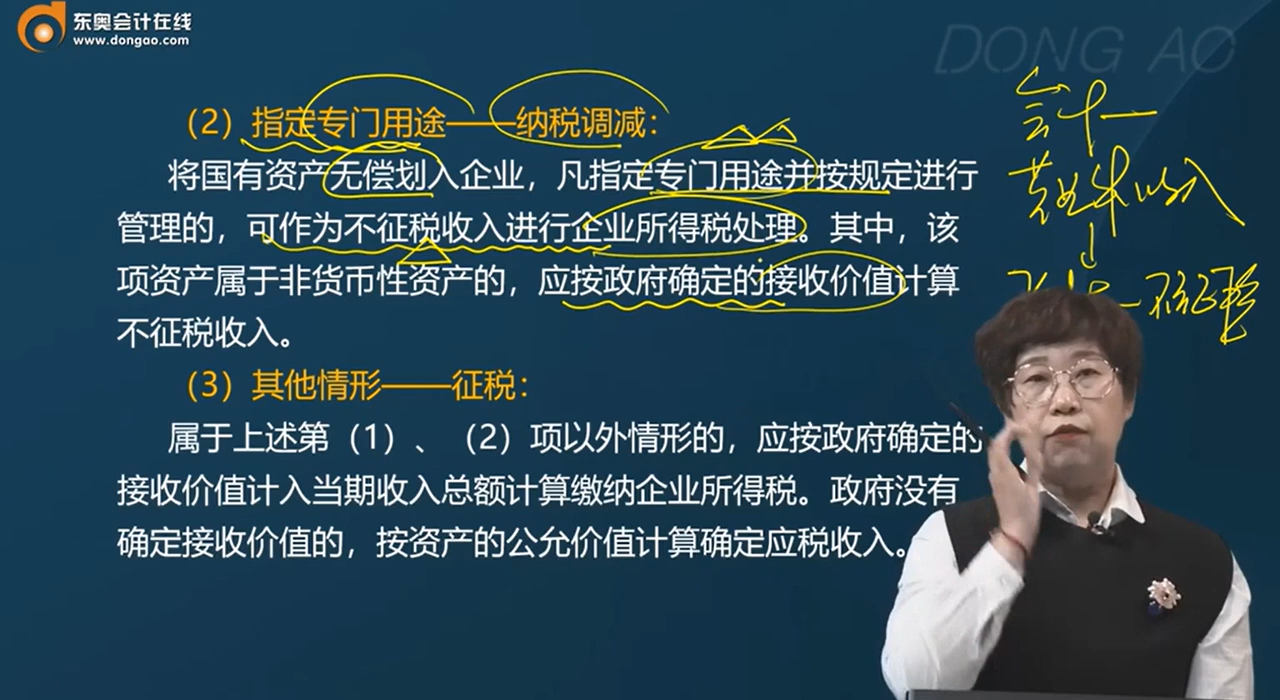 东奥会计在线
www.dongao.com
DONG AO
（2）指定专门用途——纳税调减：
将国有资产无偿划入企业，凡指定专门用途并按规定进行
管理的，可作为不征税收入进行企业所得税处理。其中，该
项资产属于非货币性资产的，应按政府确定的接收价值计算
不征税收入。
（3）其他情形——征税：
属于上述第（1）、（2）项以外情形的，应按政府确定的
接收价值计入当期收入总额计算缴纳企业所得税。政府没有
确定接收价值的，按资产的公允价值计算确定应税收入。
会计—